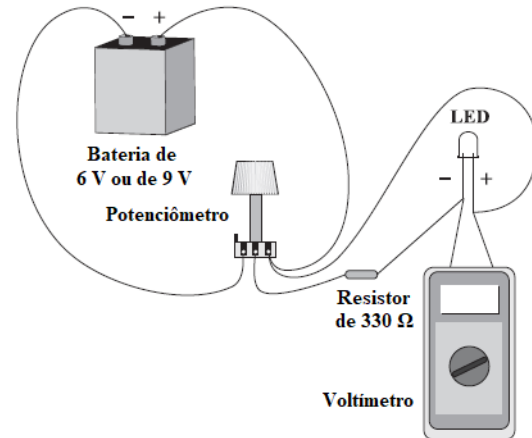 − +
Bateria de
6 V ou de 9 V
Potenciômetro
LED
− +
Resistor
de 330 Ω
Voltímetro